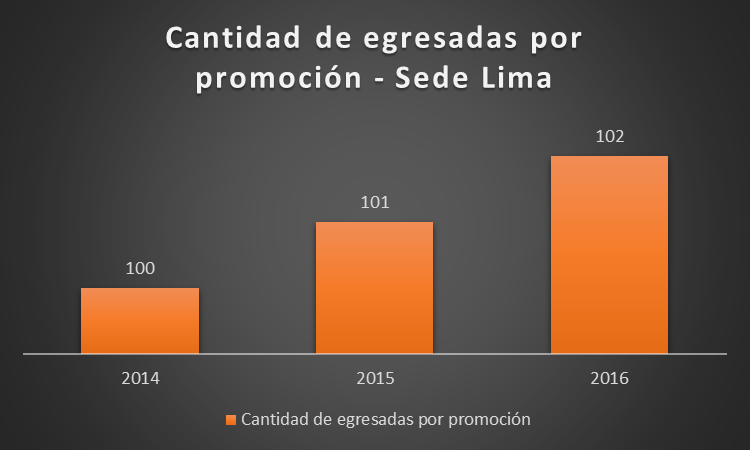 Cantidad de egresadas por
promoción - Sede Lima
102
101
100
2014
2015
2016
Cantidad de egresadas por promoción